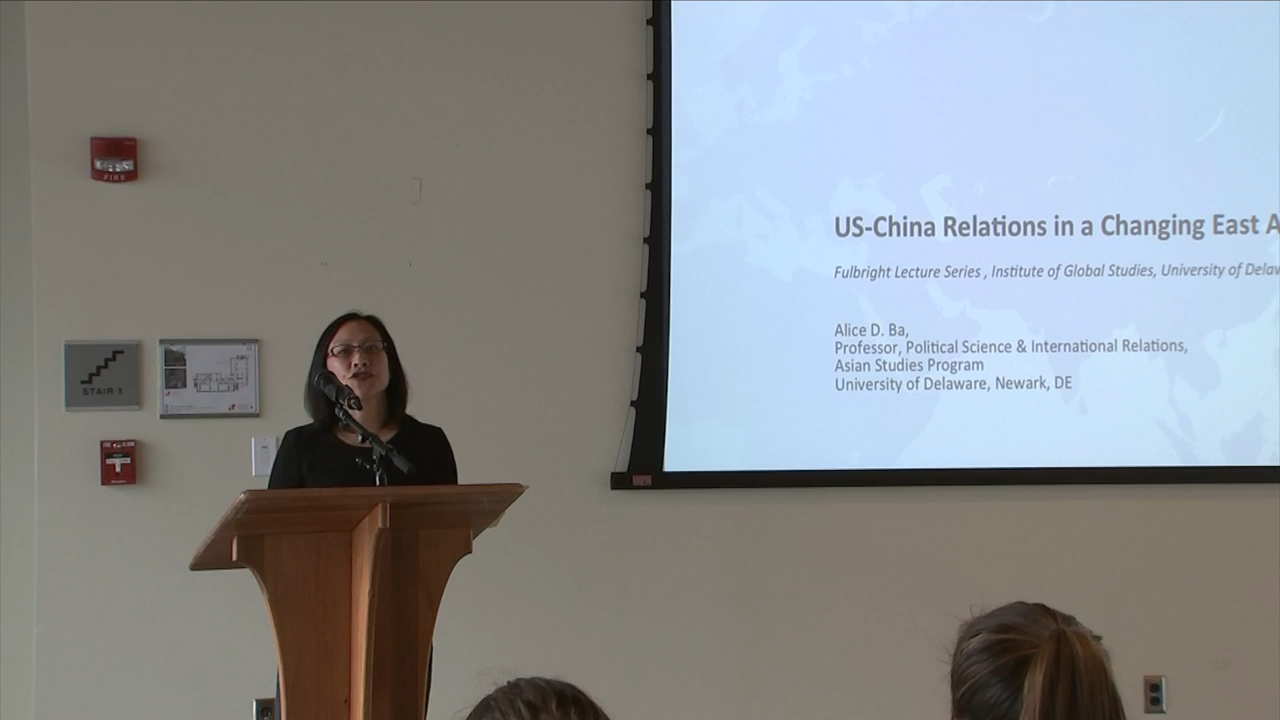 FIRE
US-China Relations in a Changing East A
Fulbright Lecture Series , Institute of Global Studies, University of Delaw
Alice D. Ba,
Professor, Political Science & International Relations,
Asian Studies Program
University of Delaware, Newark, DE
STAIR 1